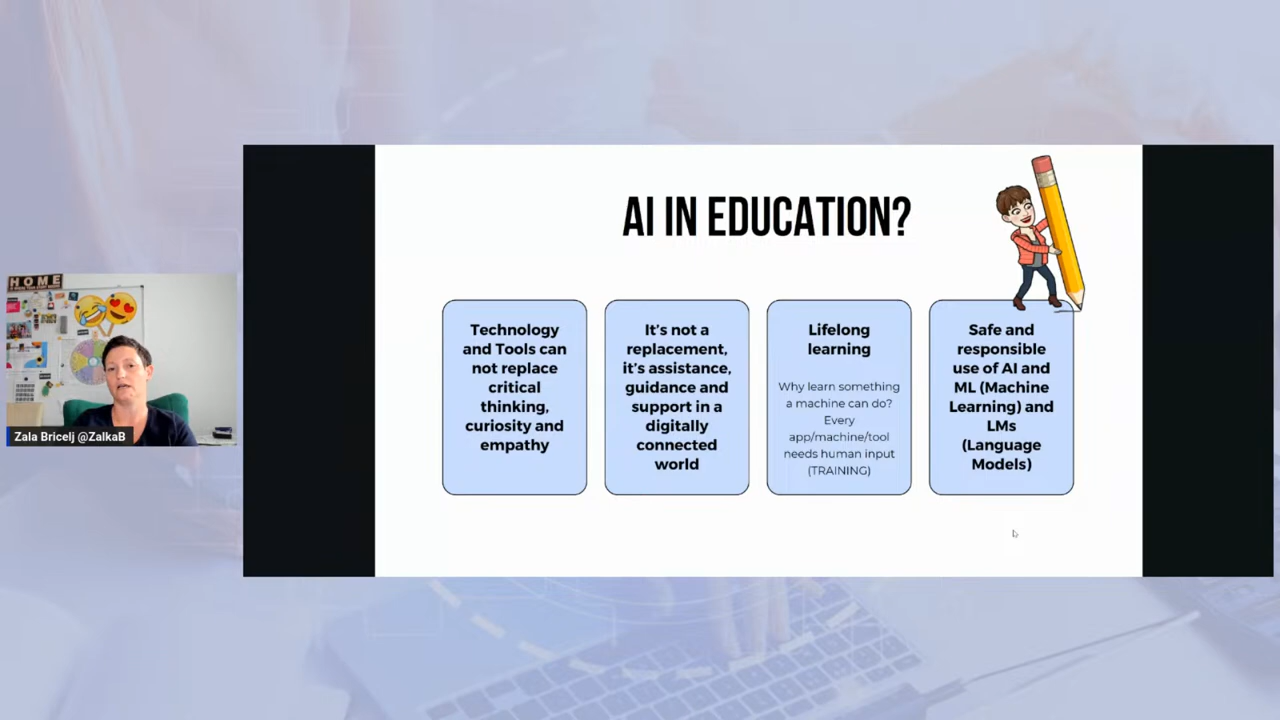 AI IN EDUCATION?
Technology
and Tools can
not replace
critical
thinking,
curiosity and
empathy
It's not a
replacement,
it's assistance,
guidance and
support in a
digitally
connected
world
Lifelong
learning
Why learn something
a machine can do?
Every
app/machine/tool
needs human input
(TRAINING)
Safe and
responsible
use of AI and
ML (Machine
Learning) and
LMs
(Language
Models)
HOME
Zala Bricelj @ZalkaB